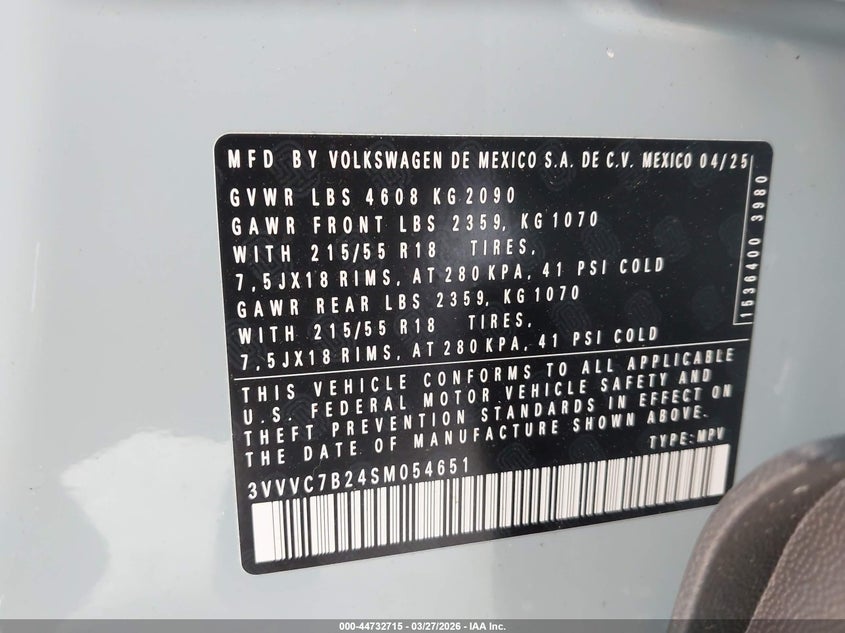 MFD BY VOLKSWAGEN DE MEXICO S.A. DE C.V. MEXICO 04/25
GVWR LBS 4608 KG 2090
GAWR FRONT LBS 2359, KG 1070
WITH 215/55 R18 TIRES,
7,5JX18 RIMS, AT 280 KPA, 41 PSI COLD
GAWR REAR LBS 2359, KG 1070
WITH 215/55 R18 TIRES,
7,5JX18 RIMS, AT 280 KPA, 41 PSI COLD
1536400 3980
THIS VEHICLE CONFORMS TO ALL APPLICABLE
U.S. FEDERAL MOTOR VEHICLE SAFETY AND
THEFT PREVENTION STANDARDS IN EFFECT ON
THE DATE OF MANUFACTURE SHOWN ABOVE.
TYPE: MPV
3VVVC7B24SM054651
000-44732715 - 03/27/2026 - IAA Inc.